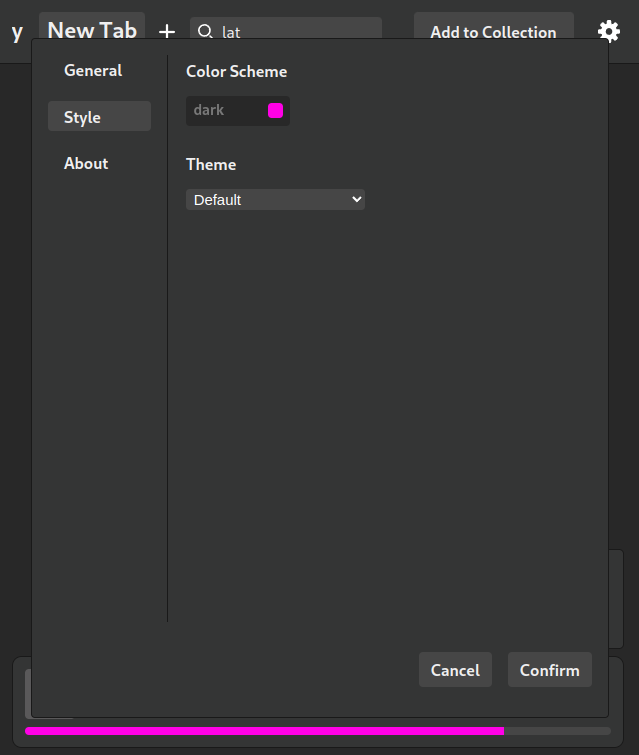 y New Tab + lat Add to Collection
General
Style
About
Color Scheme
dark
Theme
Default
Cancel Confirm